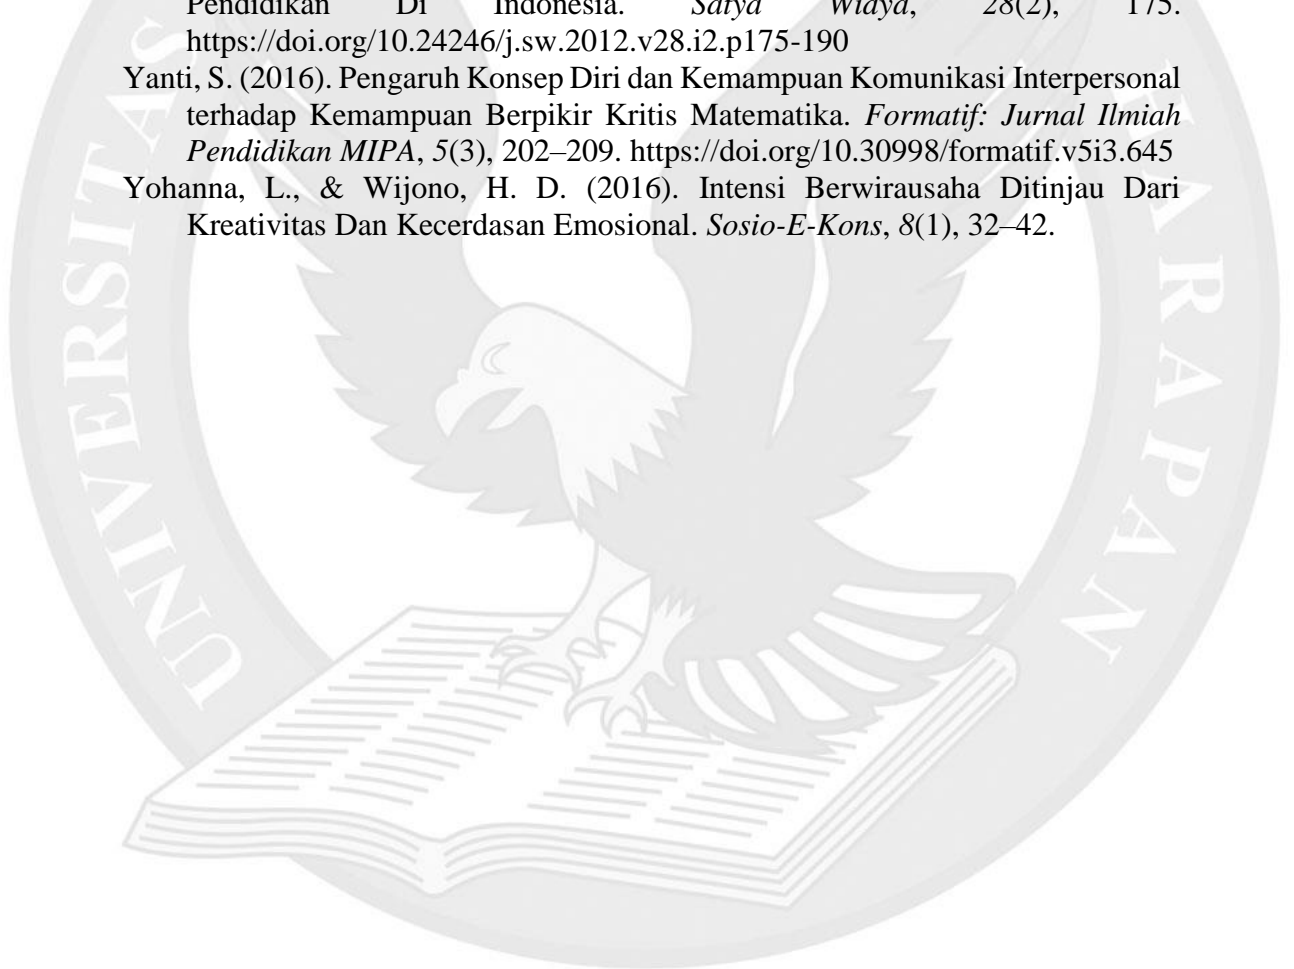 Pendidikan Di Indonesia. Satya Widya, 28(2), 175.
https://doi.org/10.24246/j.sw.2012.v28.i2.p175-190
Yanti, S. (2016). Pengaruh Konsep Diri dan Kemampuan Komunikasi Interpersonal
terhadap Kemampuan Berpikir Kritis Matematika. Formatif: Jurnal Ilmiah
Pendidikan MIPA, 5(3), 202–209. https://doi.org/10.30998/formatif.v5i3.645
Yohanna, L., & Wijono, H. D. (2016). Intensi Berwirausaha Ditinjau Dari
Kreativitas Dan Kecerdasan Emosional. Sosio-E-Kons, 8(1), 32–42.
UNIVERSITAS
HARAPAN